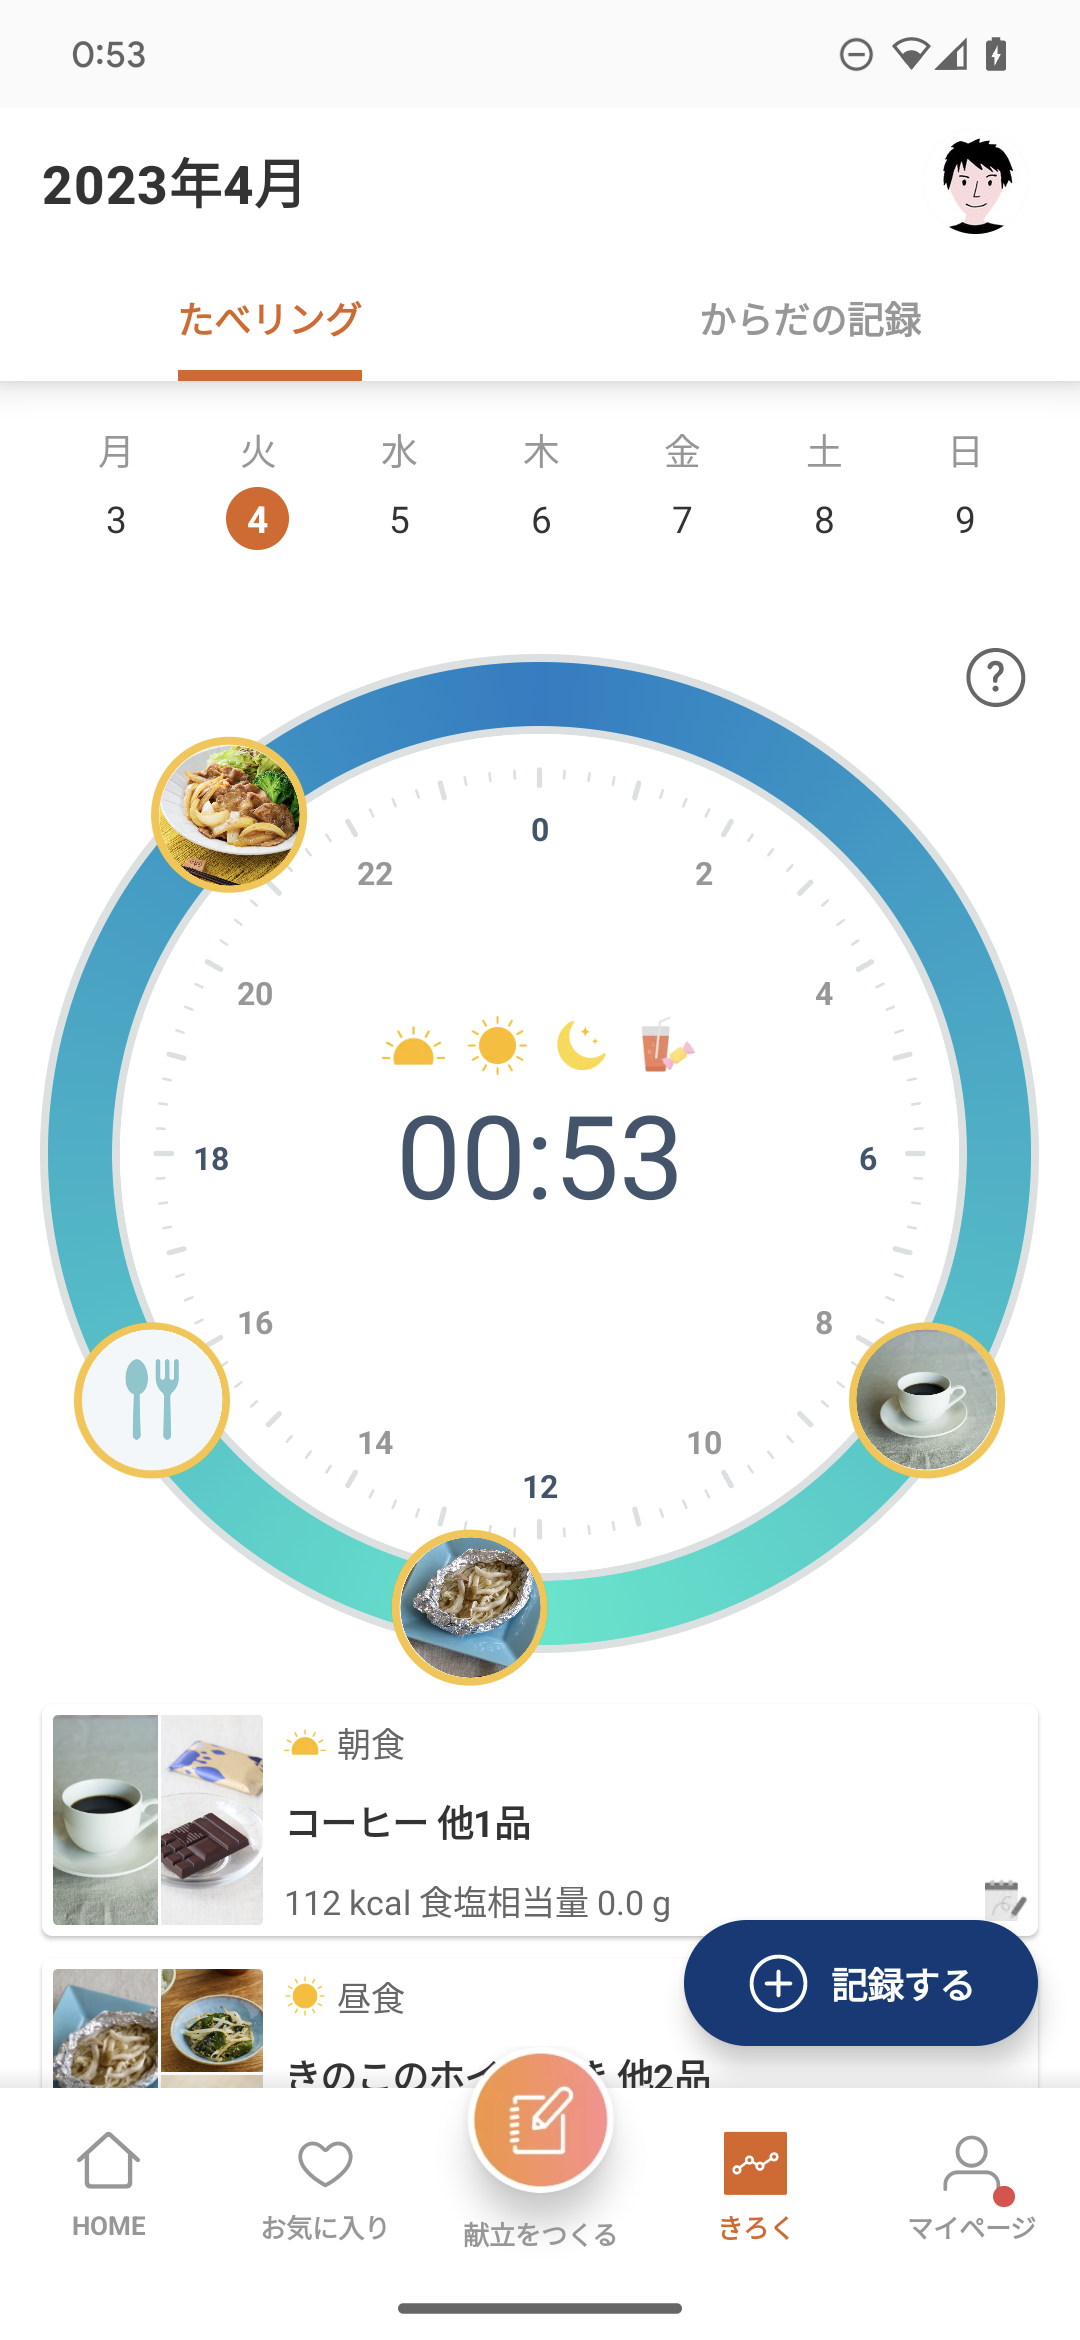 0:53
2023年4月
たべリング からだの記録
月 火 水 木 金 土 日
3 4 5 6 7 8 9
?
0
22 2
20 4
00:53
18 6
16 8
14 10
12
朝食
コーヒー 他1品
112 kcal 食塩相当量 0.0 g
記録する
昼食
きのこのホイ き 他2品
HOME お気に入り 献立をつくる きろく マイページ